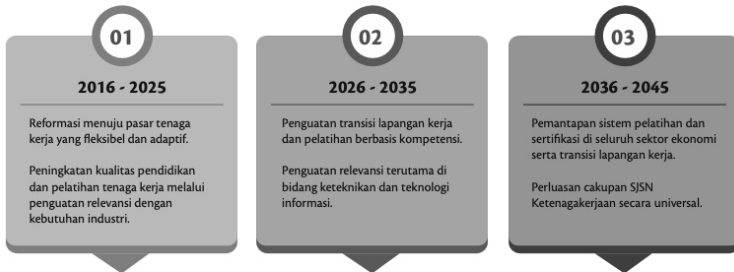 01
2016 - 2025
Reformasi menuju pasar tenaga
kerja yang fleksibel dan adaptif.
Peningkatan kualitas pendidikan
dan pelatihan tenaga kerja melalui
penguatan relevansi dengan
kebutuhan industri.
02
2026 - 2035
Penguatan transisi lapangan kerja
dan pelatihan berbasis kompetensi.
Penguatan relevansi terutama di
bidang keteknikan dan teknologi
informasi.
03
2036 - 2045
Pemantapan sistem pelatihan dan
sertifikasi di seluruh sektor ekonomi
serta transisi lapangan kerja.
Perluasan cakupan SJSN
Ketenagakerjaan secara universal.